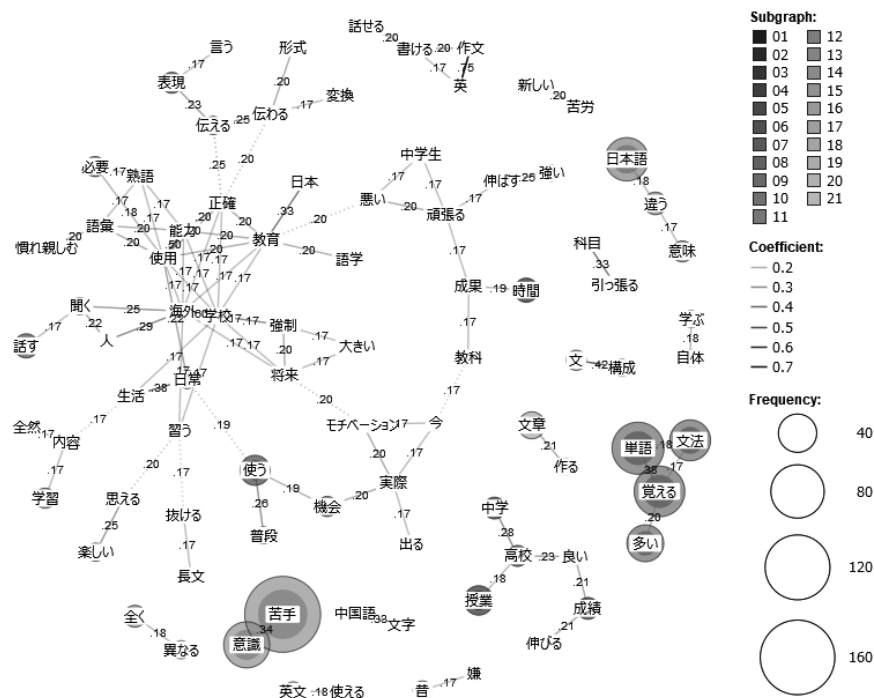 話せる
.20
書ける .20 作文
.17 .75
英
言う
.17
表現
.23
伝える .25 伝わる .17 変換
形式
.20
.25 .20
新しい
.20
苦労
日本語
.18
違う
.17
意味
必要 .17 熟語
.18 .17
語彙 .20 能力 .20 正確
慣れ親しむ .20
.20 使用 .20 教育 .20 語学
日本
.33
.20 悪い .20 頑張る .17 伸ばす .25 強い
中学生
.17 .17
.17
成果 .19 時間
.17
教科
.17
科目
.33
引っ張る
学ぶ
.18
自体
文 .42 構成
聞く .25 海外 学校 .17 強制 .17 大きい
.22 .29 .22
話す .17 人
.17 .17 .20 .17
.17 日常 将来
生活 .38
.20
全然 .17 内容 .17
.17
学習
習う .19 モチベーション .17 今
.20 .17 .20 .17
思える 使う .19 機会 .20 実際
.25 抜ける .26 .17
楽しい .17 普段 出る
長文
文章
.21
作る
単語 .18 文法
.38 .17
覚える
.20
多い
中学
.28
高校 .23 良い
.18 .21
授業 成績
.21
伸びる
全く
.18
異なる
苦手
.34
意識
中国語 .33 文字
英文 .18 使える
昔 .17 嫌
Subgraph:
01 12
02 13
03 14
04 15
05 16
06 17
07 18
08 19
09 20
10 21
11
Coefficient:
0.2
0.3
0.4
0.5
0.6
0.7
Frequency:
40
80
120
160